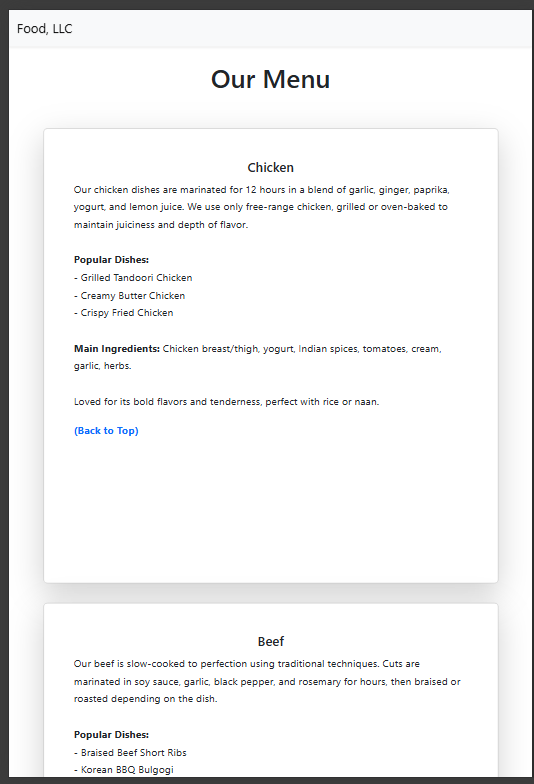 Food, LLC
Our Menu
Chicken
Our chicken dishes are marinated for 12 hours in a blend of garlic, ginger, paprika,
yogurt, and lemon juice. We use only free-range chicken, grilled or oven-baked to
maintain juiciness and depth of flavor.
Popular Dishes:
- Grilled Tandoori Chicken
- Creamy Butter Chicken
- Crispy Fried Chicken
Main Ingredients: Chicken breast/thigh, yogurt, Indian spices, tomatoes, cream,
garlic, herbs.
Loved for its bold flavors and tenderness, perfect with rice or naan.
(Back to Top)
Beef
Our beef is slow-cooked to perfection using traditional techniques. Cuts are
marinated in soy sauce, garlic, black pepper, and rosemary for hours, then braised or
roasted depending on the dish.
Popular Dishes:
- Braised Beef Short Ribs
- Korean BBQ Bulgogi